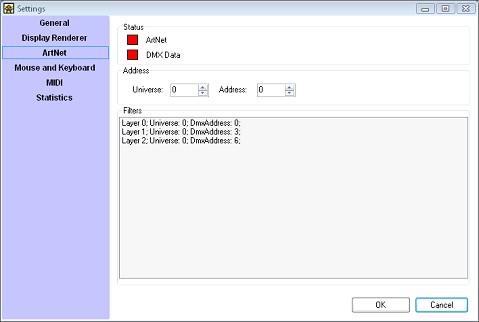 Settings
General
Display Renderer
ArtNet
Mouse and Keyboard
MIDI
Statistics
Status
ArtNet
DMX Data
Address
Universe: 0 Address: 0
Filters
Layer 0; Universe: 0; DmxAddress: 0;
Layer 1; Universe: 0; DmxAddress: 3;
Layer 2; Universe: 0; DmxAddress: 6;
OK Cancel